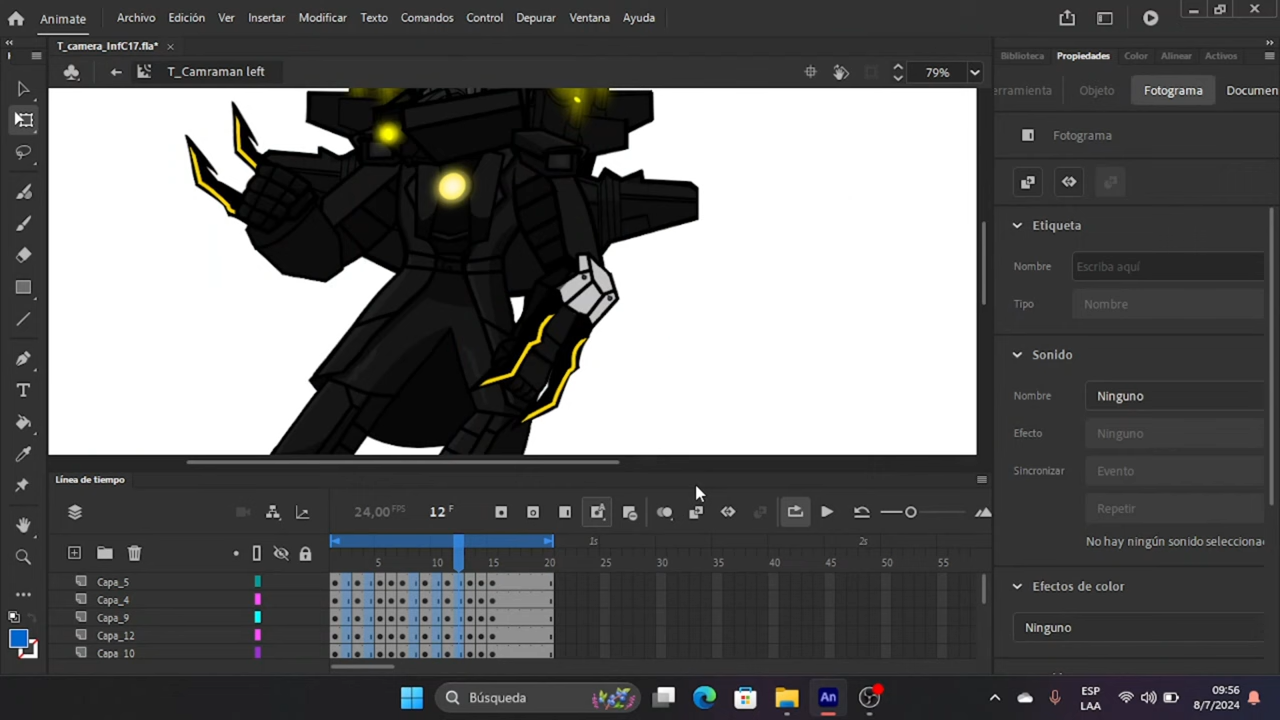 Animate Archivo Edición Ver Insertar Modificar Texto Comandos Control Depurar Ventana Ayuda
T_camera_InfC17.fla*
T_Camraman left 79%
Biblioteca Propiedades Color Alinear Activos
erramienta Objeto Fotograma Documen
Fotograma
Etiqueta
Nombre Escriba aquí
Tipo Nombre
Sonido
Nombre Ninguno
Efecto Ninguno
Sincronizar Evento
Repetir
No hay ningún sonido selecciona
Efectos de color
Ninguno
Línea de tiempo
24,00 FPS 12 F
1s 2s
5 10 15 20 25 30 35 40 45 50 55
Capa_5
Capa_4
Capa_9
Capa_12
Capa_10
Búsqueda
An
ESP
LAA
09:56
8/7/2024